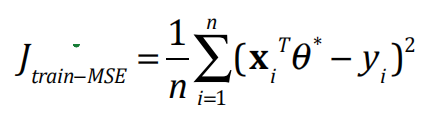 J_{train-MSE} = \frac{1}{n} \sum_{i=1}^{n} (\mathbf{x}_i^T \theta^* - y_i)^2